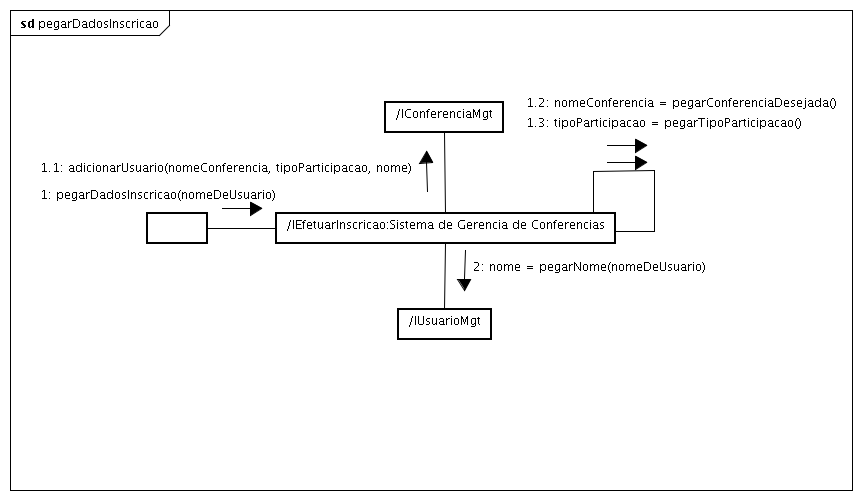 sd pegarDadosInscricao
/IConferenciaMgt
1.2: nomeConferencia = pegarConferenciaDesejada()
1.3: tipoParticipacao = pegarTipoParticipacao()
1.1: adicionarUsuario(nomeConferencia, tipoParticipacao, nome)
1: pegarDadosInscricao(nomeDeUsuario)
/IEfetuarInscricao:Sistema de Gerencia de Conferencias
2: nome = pegarNome(nomeDeUsuario)
/IUsuarioMgt